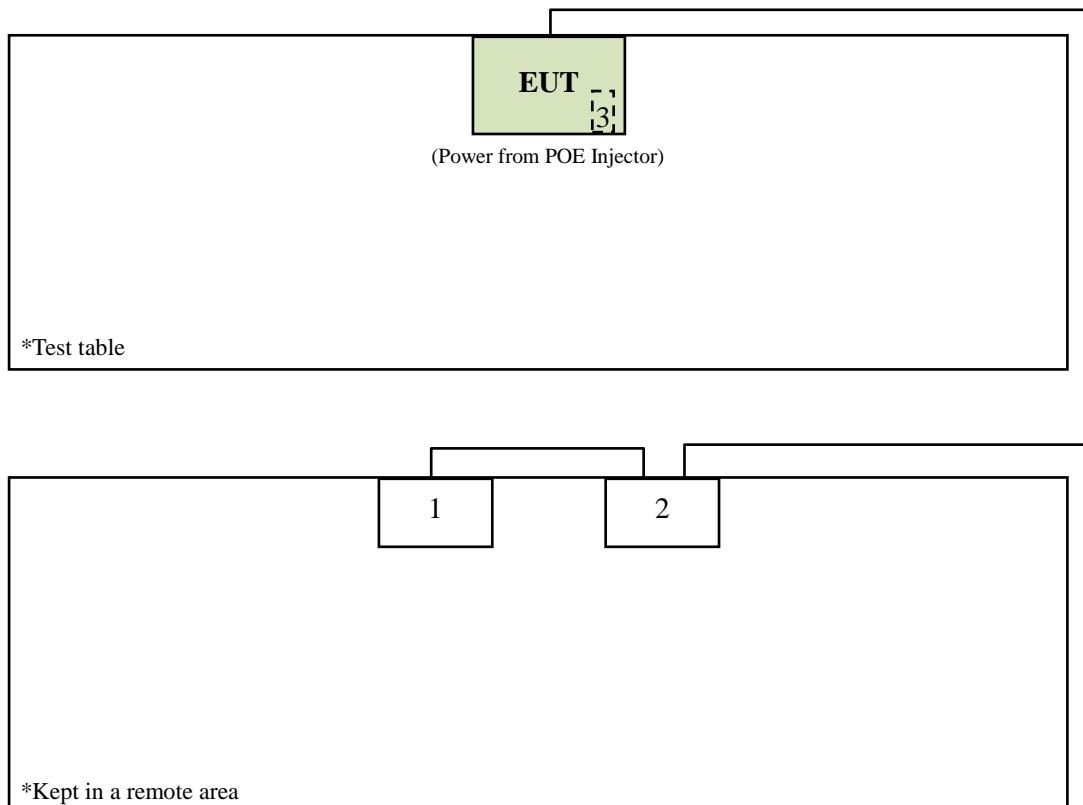 EUT
3
(Power from POE Injector)
*Test table
1 2
*Kept in a remote area